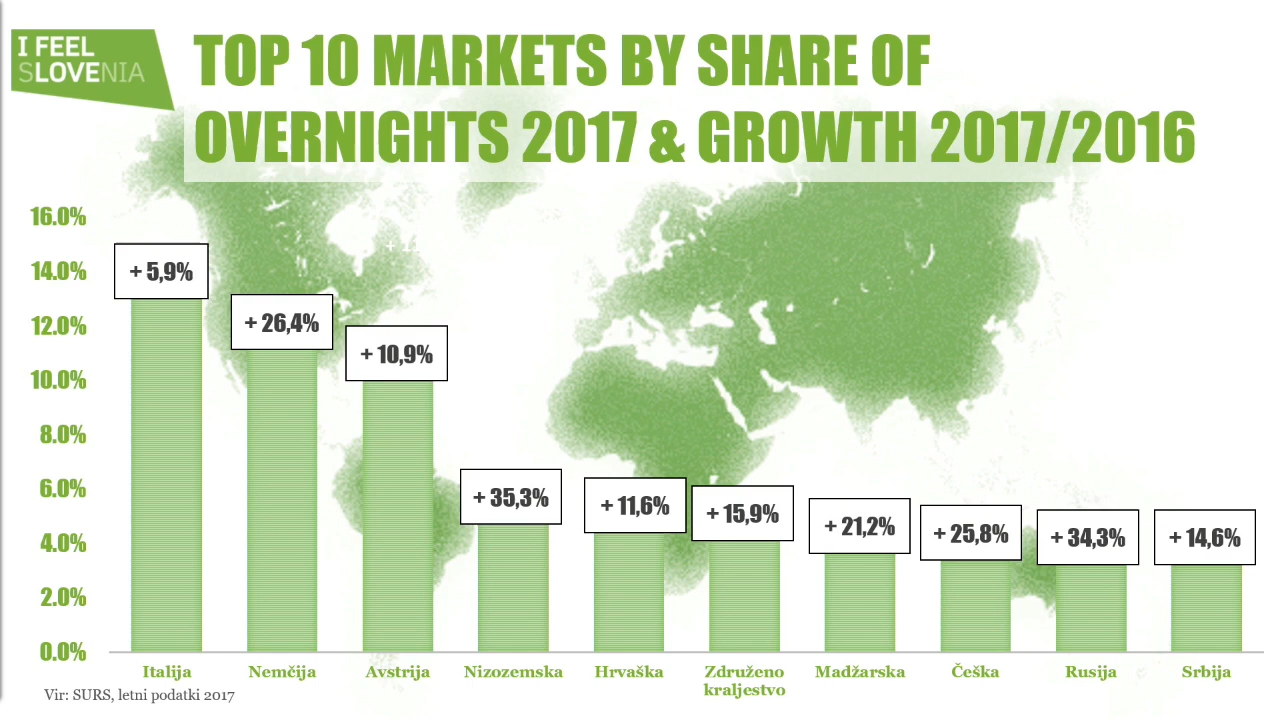 I FEEL
SLOVENIA
TOP 10 MARKETS BY SHARE OF
OVERNIGHTS 2017 & GROWTH 2017/2016
16.0%
14.0%
12.0%
10.0%
8.0%
6.0%
4.0%
2.0%
0.0%
+ 5,9%
+ 26,4%
+ 10,9%
+ 35,3%
+ 11,6%
+ 15,9%
+ 21,2%
+ 25,8%
+ 34,3%
+ 14,6%
Italija
Nemčija
Avstrija
Nizozemska
Hrvaška
Združeno
kraljestvo
Madžarska
Češka
Rusija
Srbija
Vir: SURS, letni podatki 2017